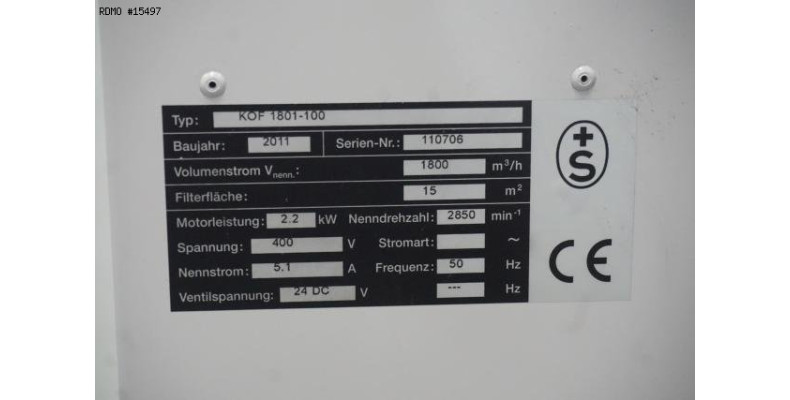 RDMO #15497
Typ: KOF 1801-100
Baujahr: 2011 Serien-Nr.: 110706
Volumenstrom Vnenn.: 1800 m³/h
Filterfläche: 15 m²
Motorleistung: 2.2 kW Nenndrehzahl: 2850 min⁻¹
Spannung: 400 V Stromart: ~
Nennstrom: 5.1 A Frequenz: 50 Hz
Ventilspannung: 24 DC V --- Hz
+S
CE